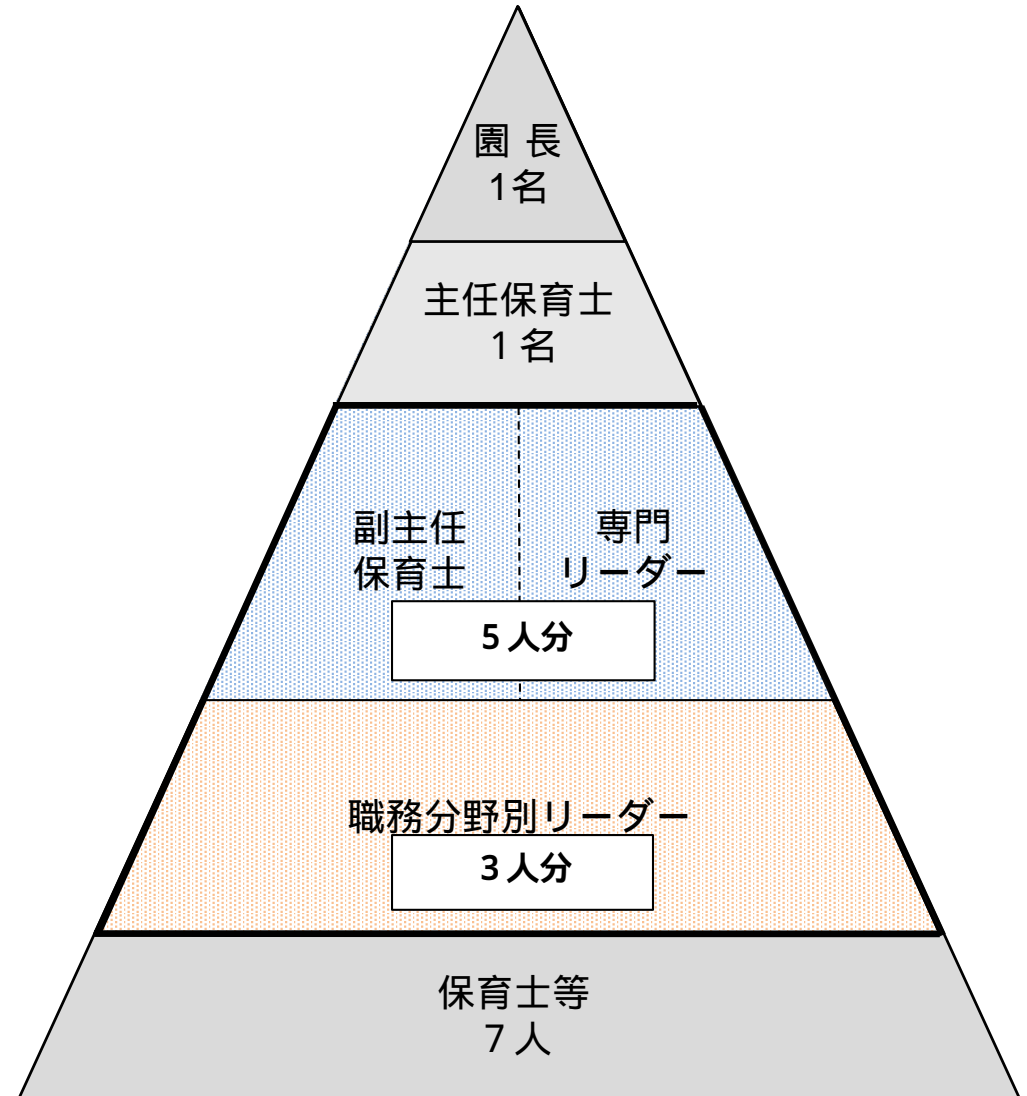 園 長
1名
主任保育士
1 名
副主任
保育士
専門
リーダー
5 人分
職務分野別リーダー
3 人分
保育士等
7 人